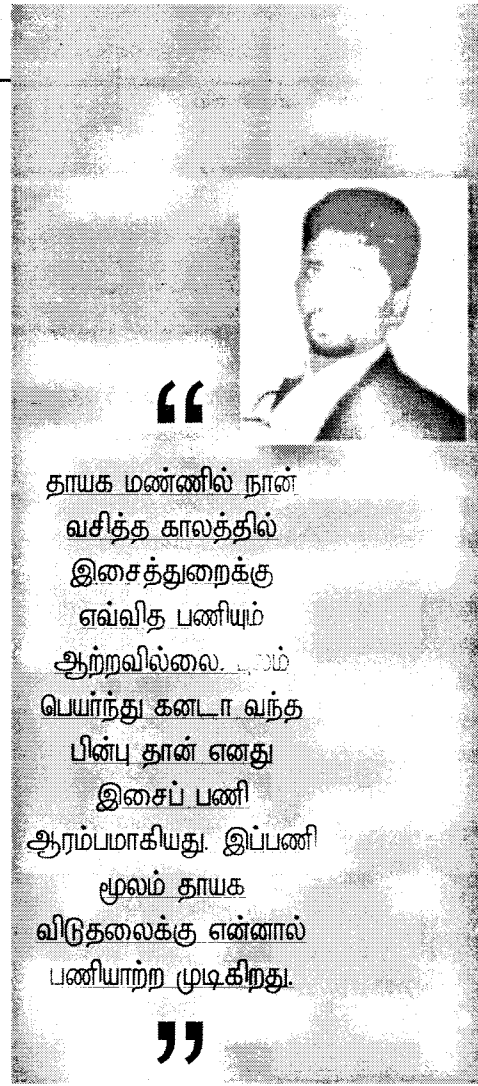 “
தாயக மண்ணில் நான்
வசித்த காலத்தில்
இசைத்துறைக்கு
எவ்வித பணியும்
ஆற்றவில்லை.
பெயர்ந்து கனடா வந்த
பின்பு தான் எனது
இசைப் பணி
ஆரம்பமாகியது. இப்பணி
மூலம் தாயக
விடுதலைக்கு என்னால்
பணியாற்ற முடிகிறது.
”